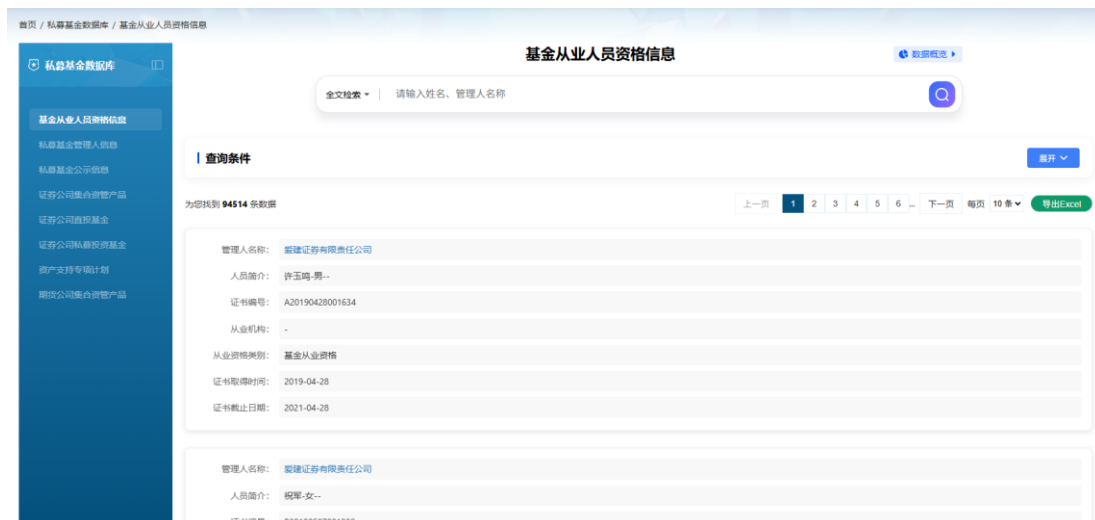 首页 / 私募基金数据库 / 基金从业人员资格信息
私募基金数据库
基金从业人员资格信息
私募基金管理人信息
私募基金公示信息
证券公司集合资管产品
证券公司直投基金
证券公司私募投资基金
资产支持专项计划
期货公司集合资管产品
基金从业人员资格信息
数据概览
全文检索 请输入姓名、管理人名称
查询条件 展开
为您找到 94514 条数据 上一页 1 2 3 4 5 6 ... 下一页 每页 10 条 导出Excel
管理人名称： 爱建证券有限责任公司
人员简介： 许玉鸣-男--
证书编号： A20190428001634
从业机构： -
从业资格类别： 基金从业资格
证书取得时间： 2019-04-28
证书截止日期： 2021-04-28
管理人名称： 爱建证券有限责任公司
人员简介： 祝军-女--